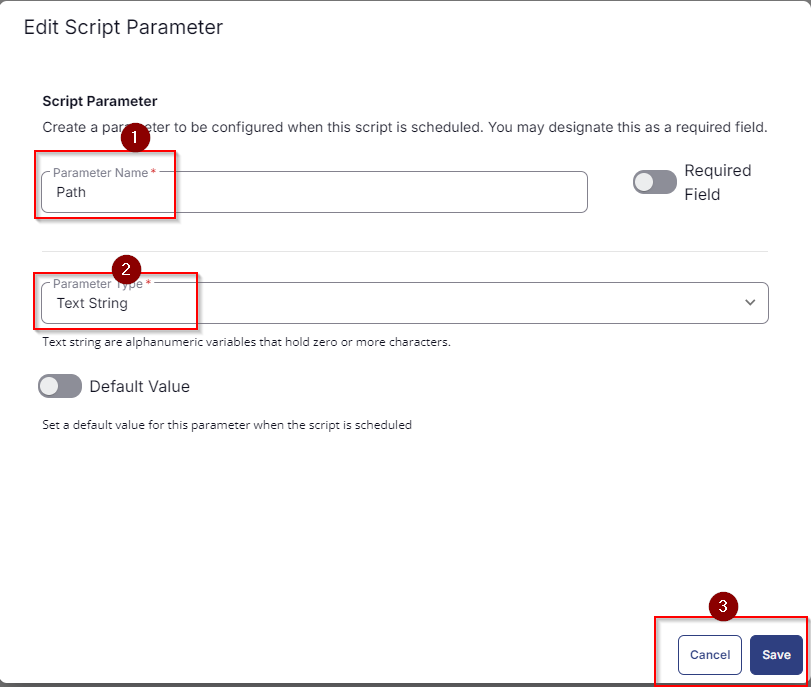 Edit Script Parameter
Script Parameter
Create a parameter to be configured when this script is scheduled. You may designate this as a required field.
1
Parameter Name *
Path
Required
Field
2
Parameter Type *
Text String
Text string are alphanumeric variables that hold zero or more characters.
Default Value
Set a default value for this parameter when the script is scheduled
3
Cancel
Save